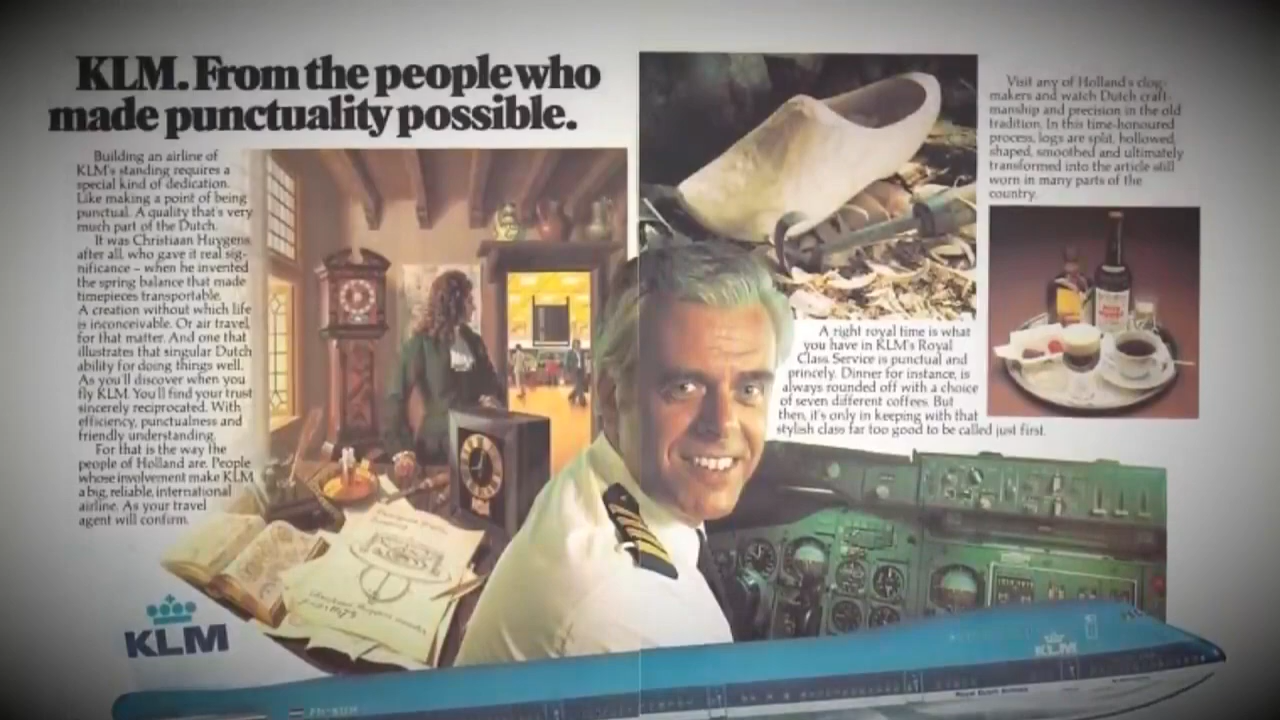 KLM. From the people who
made punctuality possible.
Building an airline of
KLM's standing requires a
special kind of dedication.
Like making a point of being
punctual. A quality that's very
much part of the Dutch.
It was Christiaan Huygens,
after all, who gave it real sig-
nificance – when he invented
the spring balance that made
timepieces transportable.
A creation without which life
is inconceivable. Or air travel,
for that matter. And one that
illustrates that singular Dutch
ability for doing things well.
As you'll discover when you
fly KLM. You'll find your trust
sincerely reciprocated. With
efficiency, punctualness and
friendly understanding.
For that is the way the
people of Holland are. People
whose involvement make KLM
a big, reliable, international
airline. As your travel
agent will confirm.
Visit any of Holland's clog-
makers and watch Dutch craft-
manship and precision in the old
tradition. In this time-honoured
process, logs are split, hollowed,
shaped, smoothed and ultimately
transformed into the article still
worn in many parts of the
country.
A right royal time is what
you have in KLM's Royal
Class Service is punctual and
princely. Dinner for instance, is
always rounded off with a choice
of seven different coffees. But
then, it's only in keeping with that
stylish class far too good to be called just first.
KLM
KLM
Royal Dutch Airlines